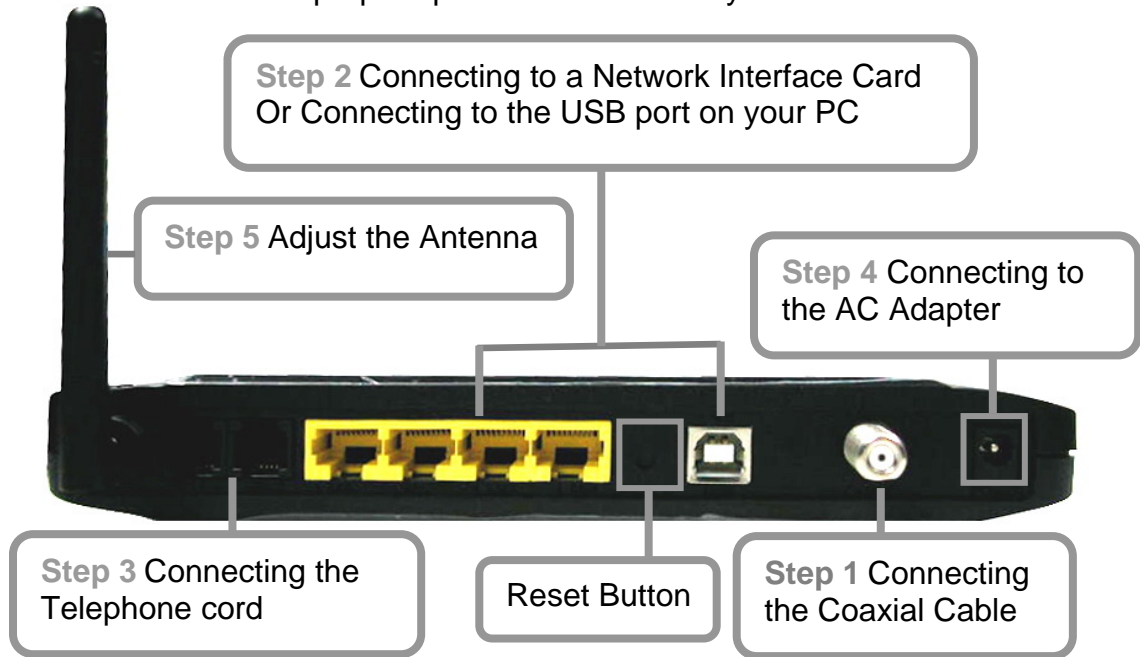 Step 2 Connecting to a Network Interface Card
Or Connecting to the USB port on your PC
Step 5 Adjust the Antenna
Step 4 Connecting to
the AC Adapter
Step 3 Connecting the
Telephone cord
Reset Button
Step 1 Connecting
the Coaxial Cable